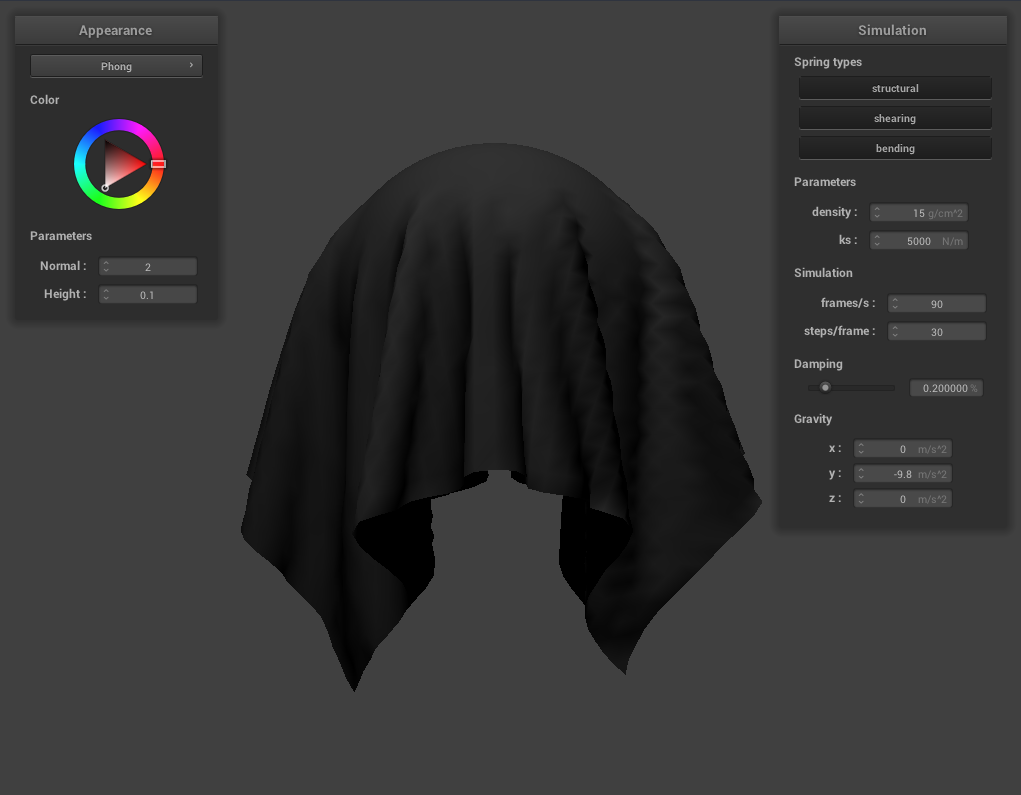 Appearance
Phong ›
Color
Parameters
Normal : 2
Height : 0.1
Simulation
Spring types
structural
shearing
bending
Parameters
density : 15 g/cm^2
ks : 5000 N/m
Simulation
frames/s : 90
steps/frame : 30
Damping
0.200000 %
Gravity
x : 0 m/s^2
y : -9.8 m/s^2
z : 0 m/s^2